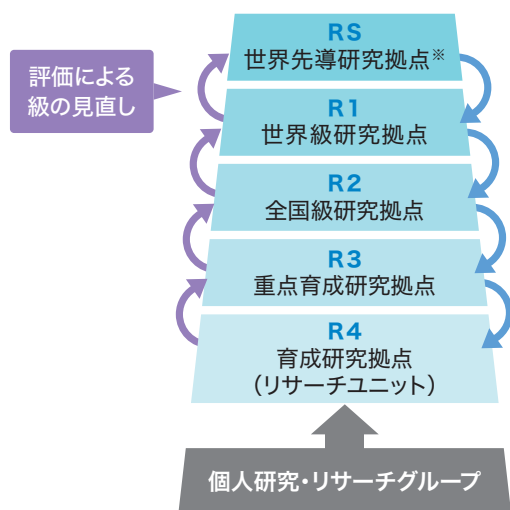 RS
世界先導研究拠点※
評価による
級の見直し
R1
世界級研究拠点
R2
全国級研究拠点
R3
重点育成研究拠点
R4
育成研究拠点
(リサーチユニット)
個人研究・リサーチグループ